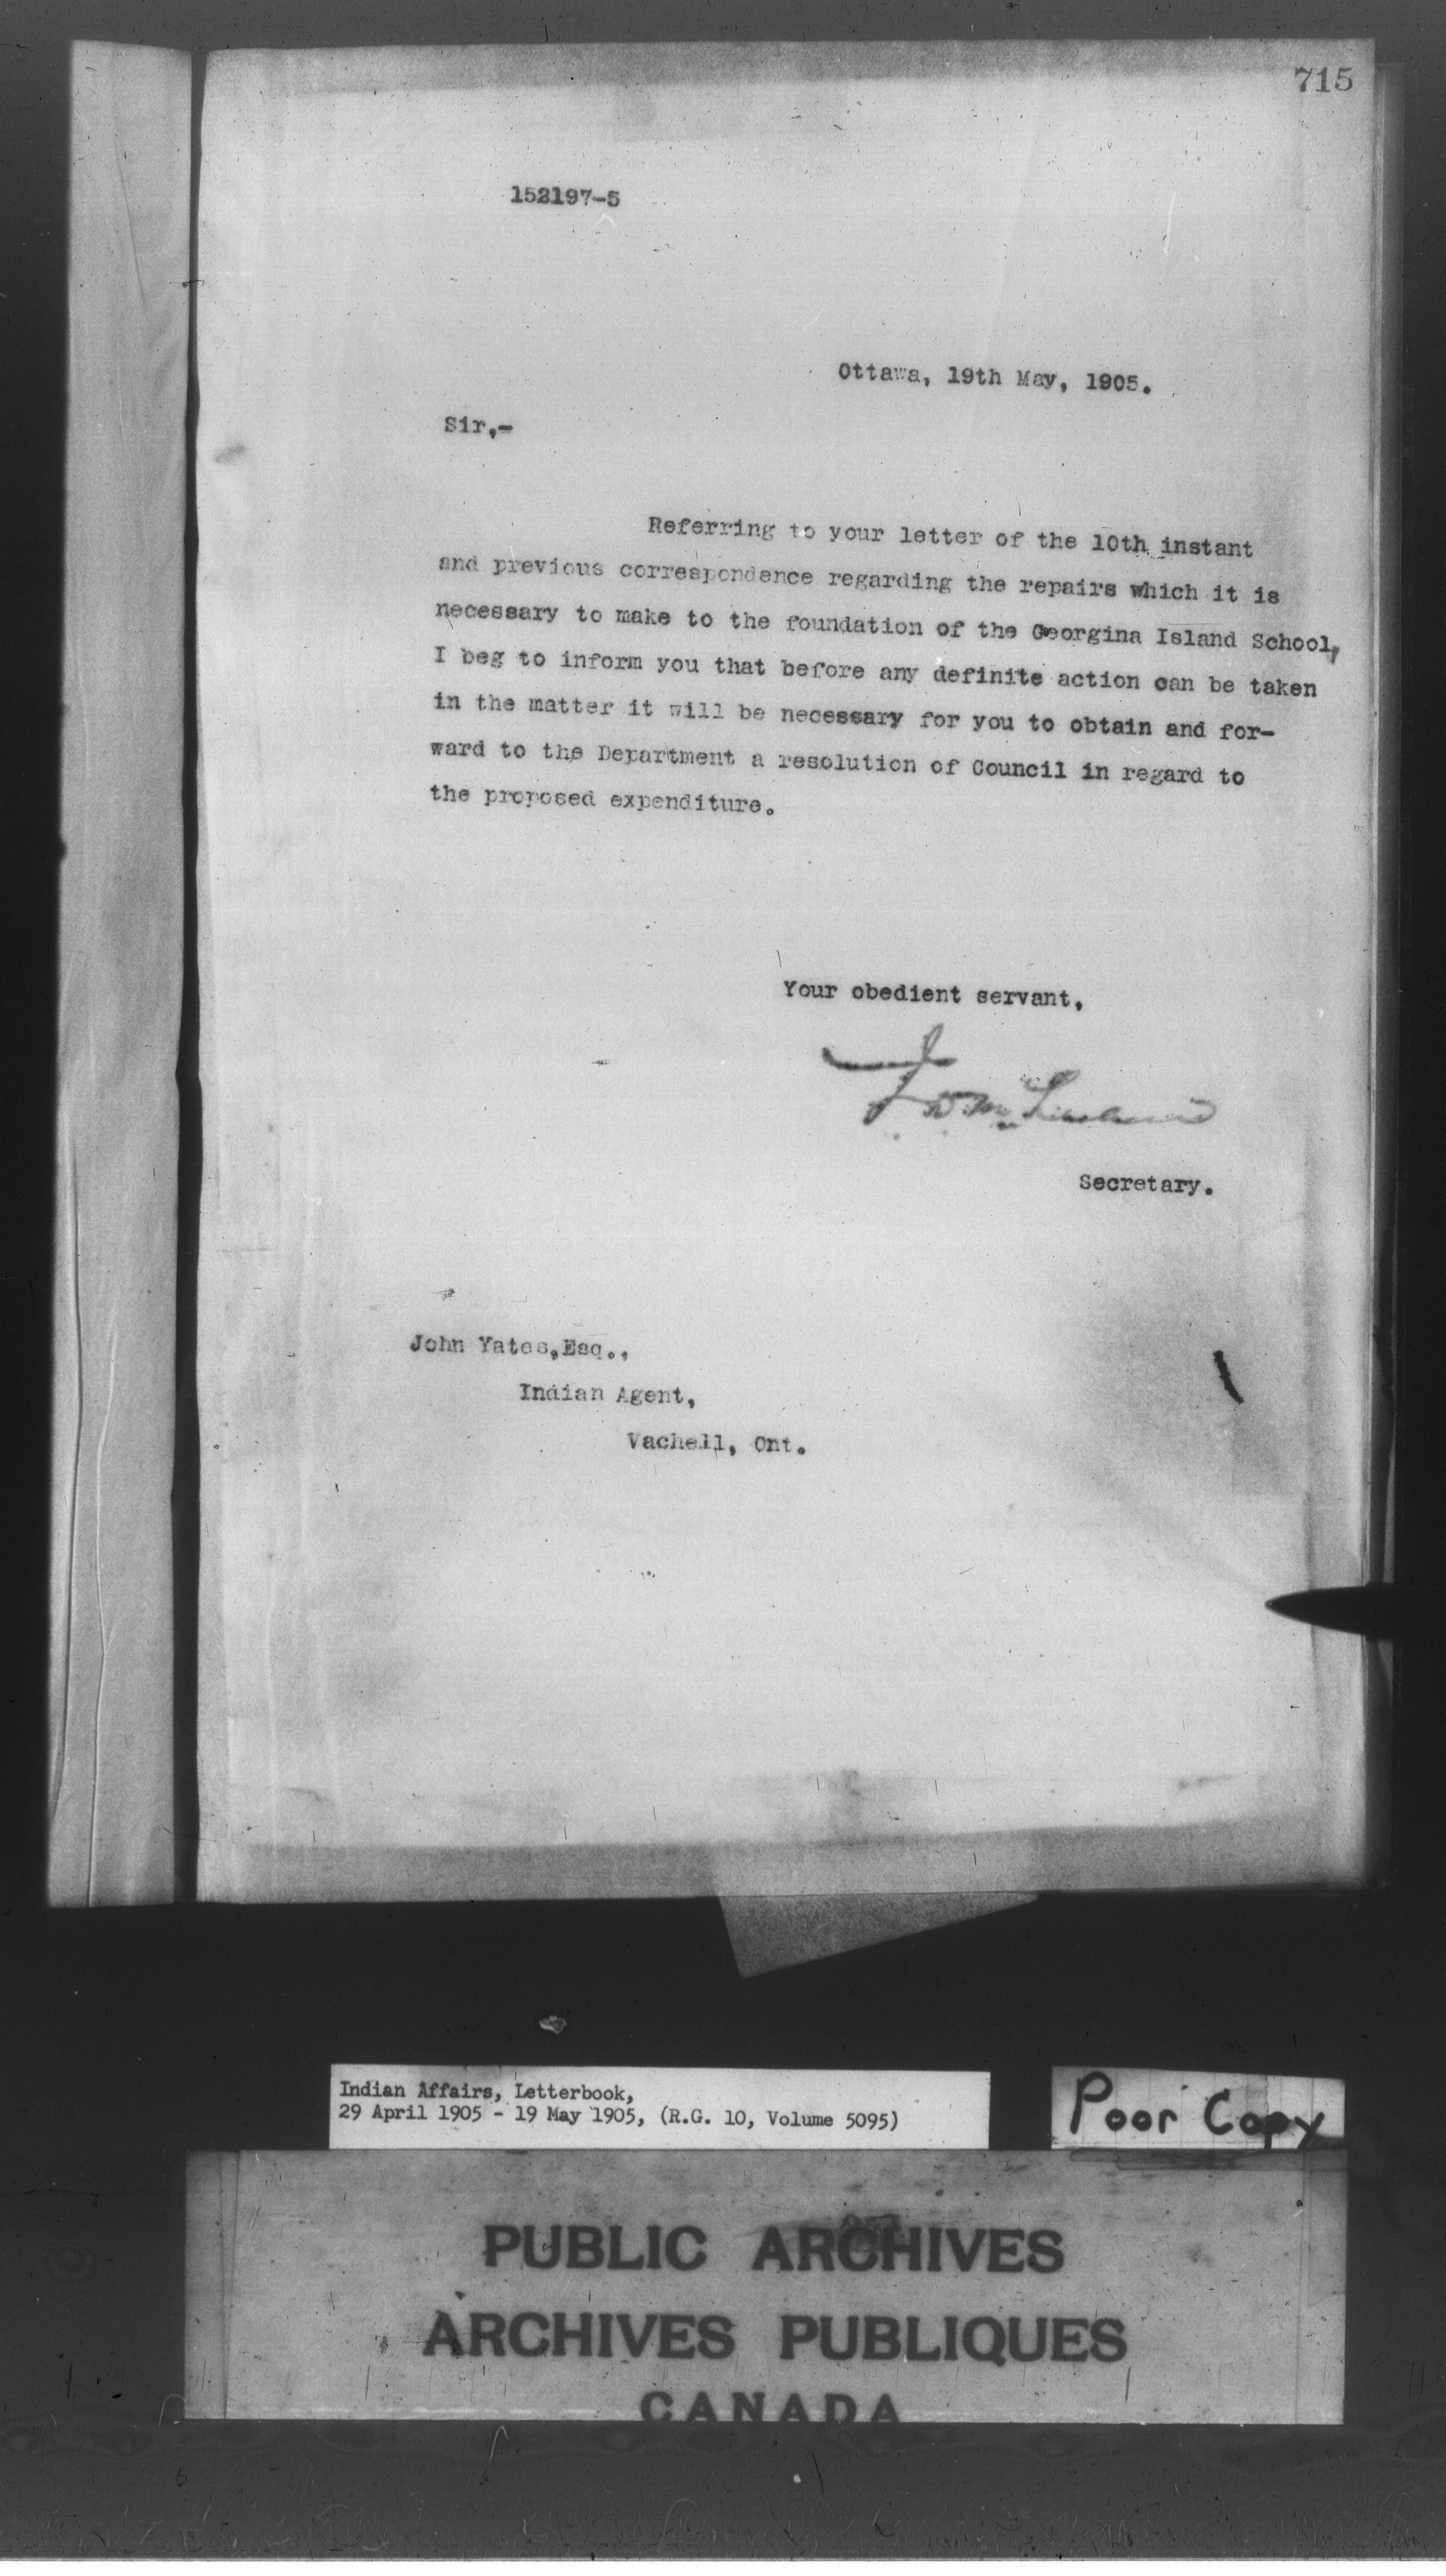 715
152197-5
Ottawa, 19th May, 1905.
Sir,-
Referring to your letter of the 10th instant
and previous correspondence regarding the repairs which it is
necessary to make to the foundation of the Georgina Island School,
I beg to inform you that before any definite action can be taken
in the matter it will be necessary for you to obtain and for-
ward to the Department a resolution of Council in regard to
the proposed expenditure.
Your obedient servant,
Secretary.
John Yates,Esq.,
Indian Agent,
Vachell, Ont.
Indian Affairs, Letterbook,
29 April 1905 - 19 May 1905, (R.G. 10, Volume 5095)
Poor Copy
PUBLIC ARCHIVES
ARCHIVES PUBLIQUES
CANADA